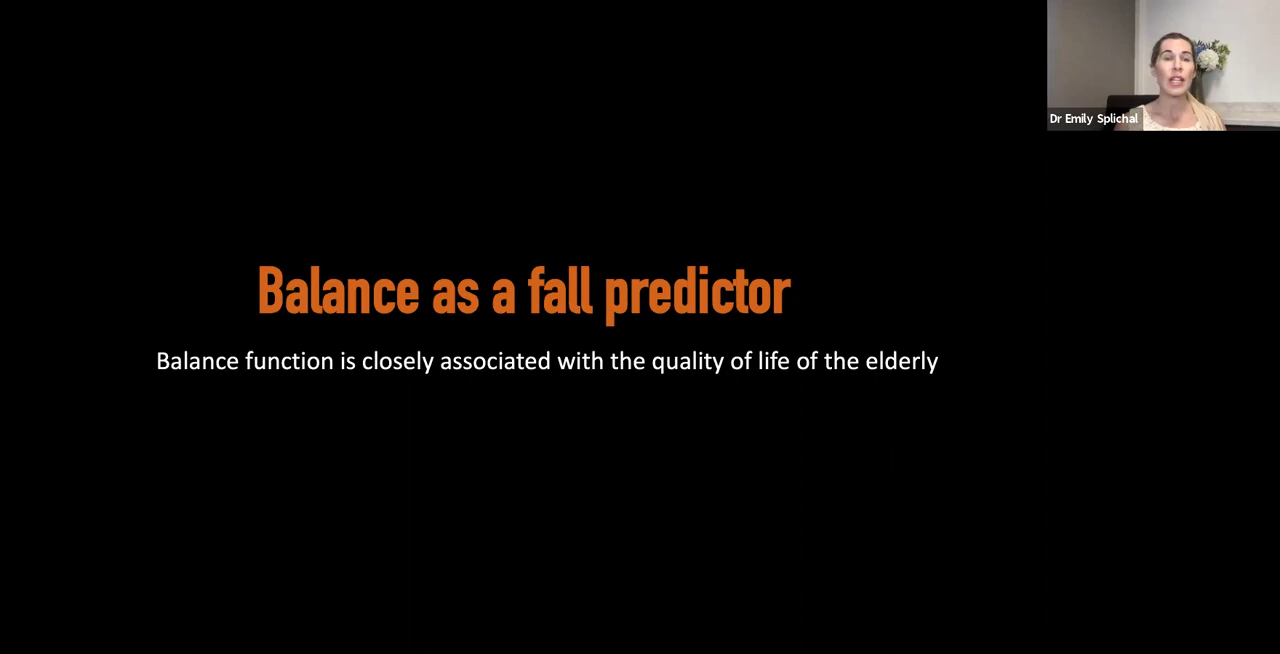 Dr Emily Splichal
Balance as a fall predictor
Balance function is closely associated with the quality of life of the elderly